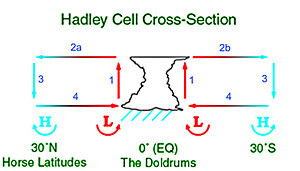 Hadley Cell Cross-Section
2a 2b
3 1 1 3
4 4
H L L H
30°N 0° (EQ) 30°S
Horse Latitudes The Doldrums